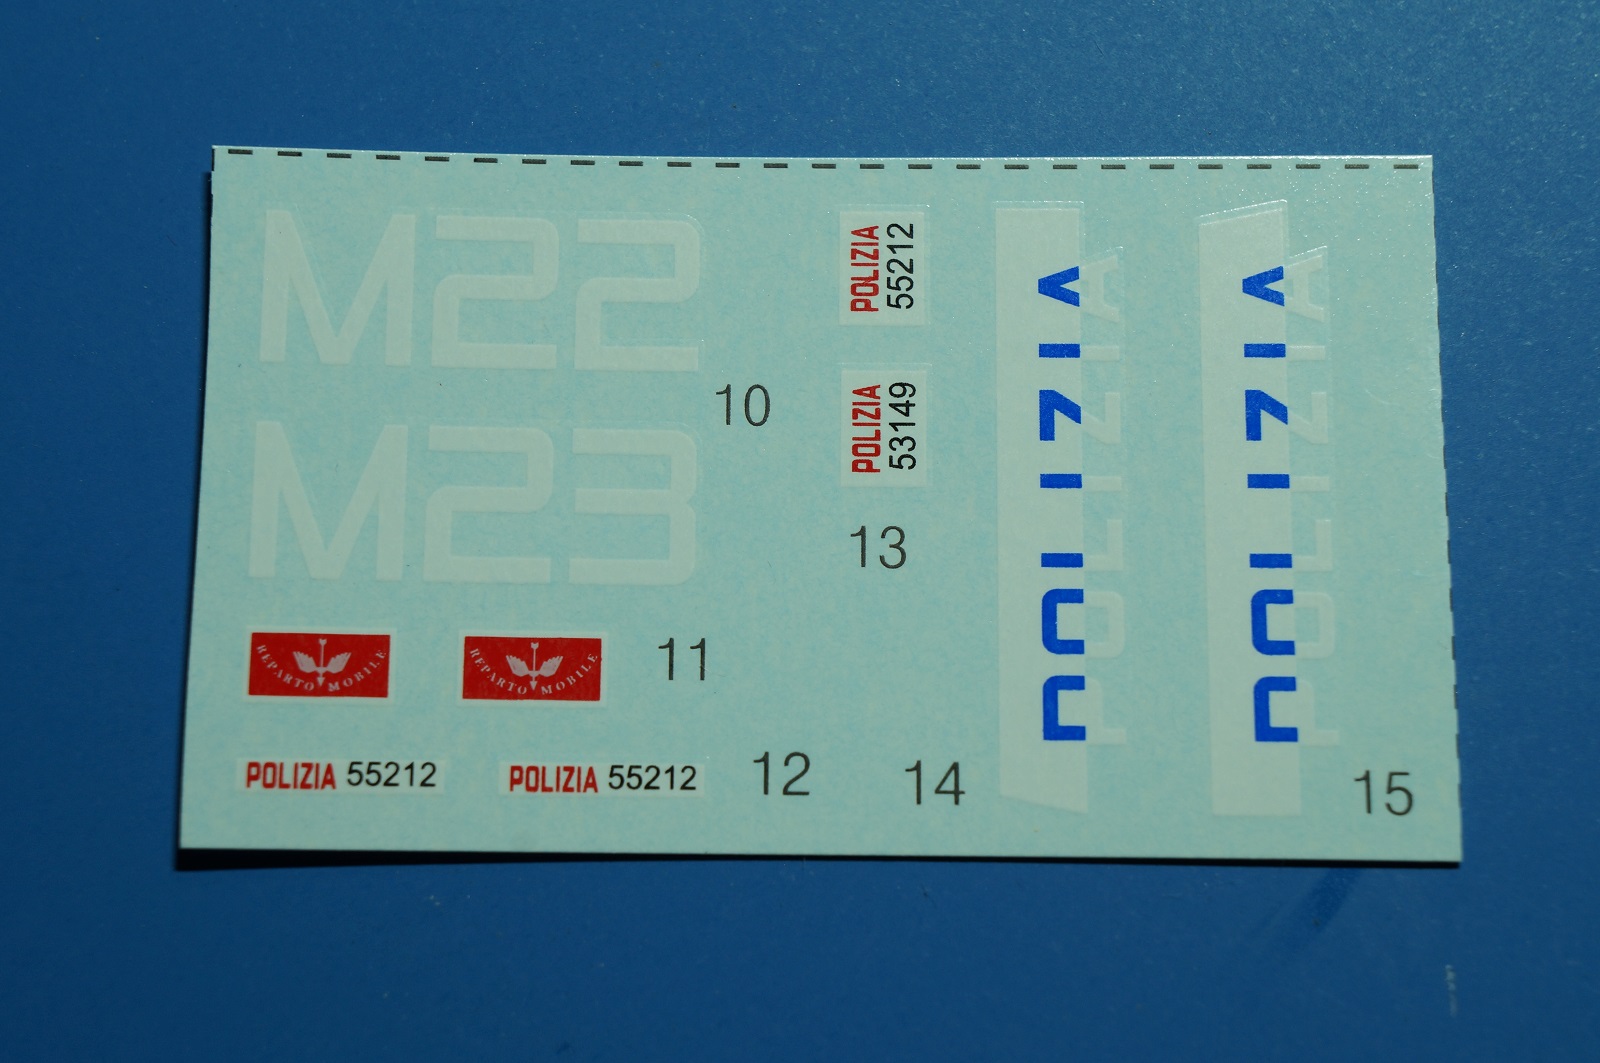 M22
10
M23
REPARTO MOBILE
REPARTO MOBILE
11
POLIZIA 55212
POLIZIA 55212
12
POLIZIA
55212
POLIZIA
53149
13
POLIZIA
14
POLIZIA
15